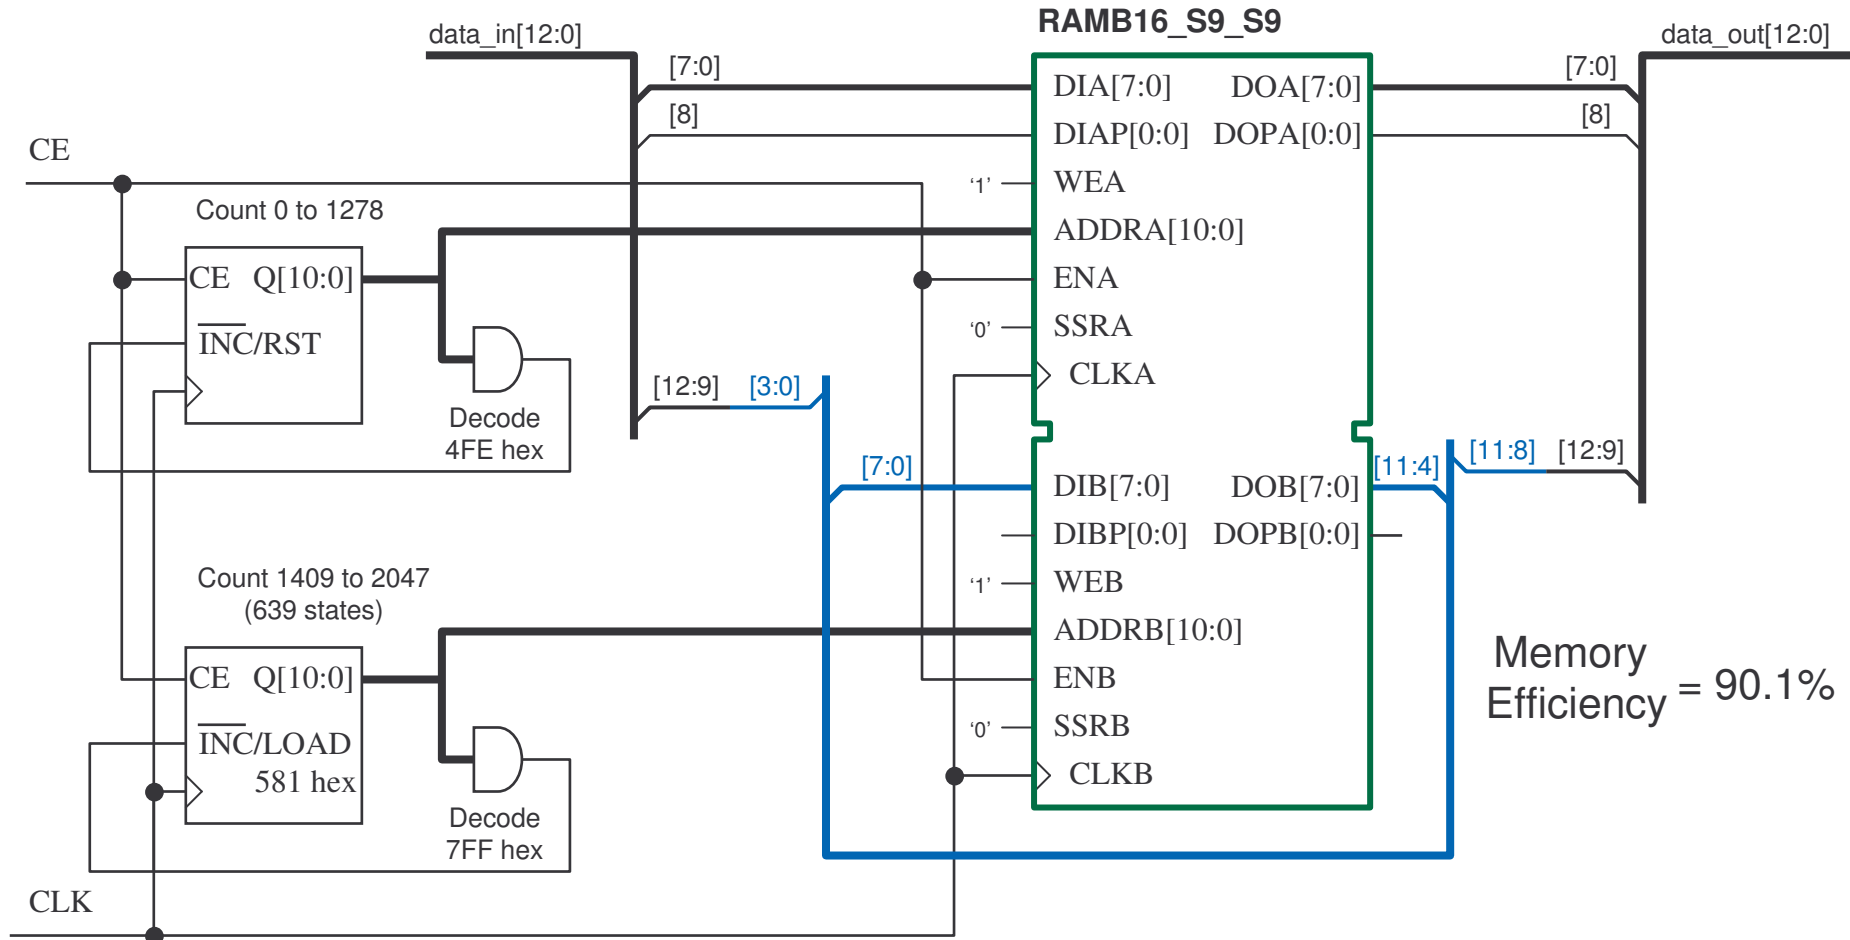 RAMB16_S9_S9
data_in[12:0]
data_out[12:0]
[7:0]
DIA[7:0]
DOA[7:0]
[7:0]
[8]
DIAP[0:0]
DOPA[0:0]
[8]
CE
‘1’
WEA
Count 0 to 1278
ADDRA[10:0]
CE
Q[10:0]
ENA
INC/RST
‘0’
SSRA
CLKA
[12:9]
[3:0]
Decode
4FE hex
[7:0]
DIB[7:0]
DOB[7:0]
[11:4]
[11:8]
[12:9]
DIBP[0:0]
DOPB[0:0]
Count 1409 to 2047
(639 states)
‘1’
WEB
ADDRB[10:0]
CE
Q[10:0]
ENB
INC/LOAD
581 hex
‘0’
SSRB
CLKB
Decode
7FF hex
Memory
Efficiency
= 90.1%
CLK